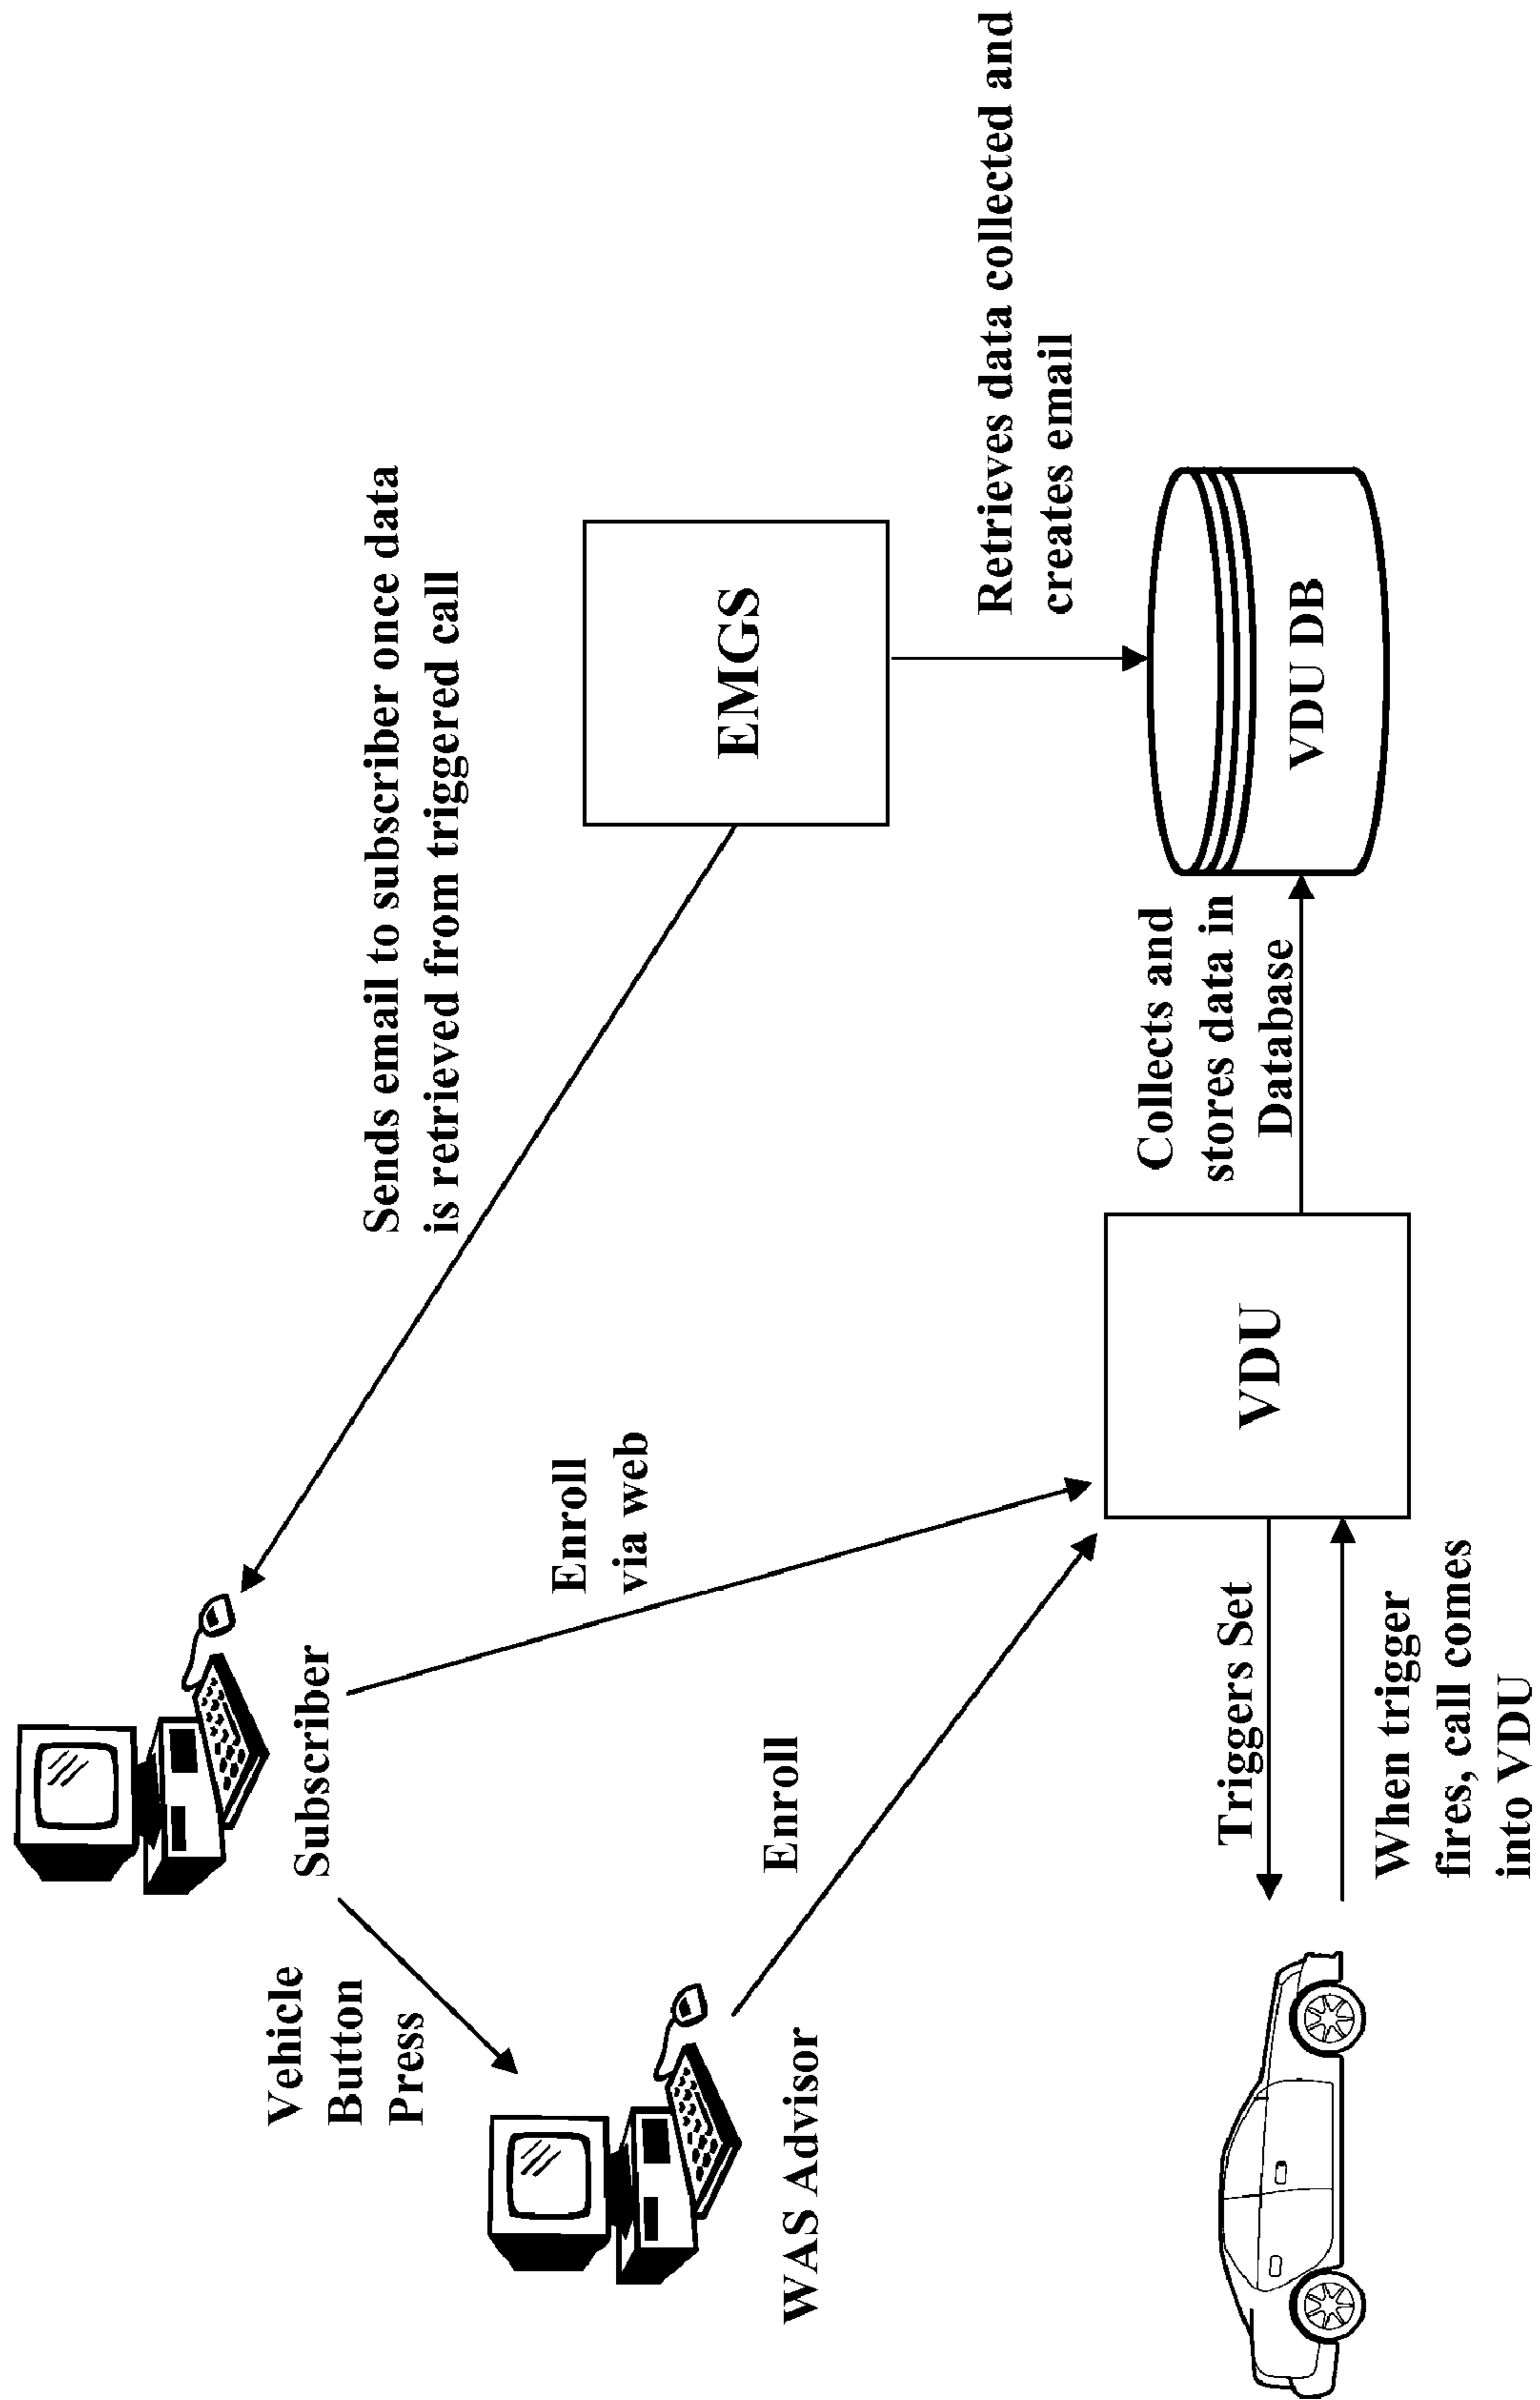 Sends email to subscriber once data
is retrieved from triggered call
Subscriber
Vehicle
Button
Press
Enroll
via web
EMGS
WAS Advisor
Enroll
Retrieves data collected and
creates email
Triggers Set
When trigger
fires, call comes
into VDU
VDU
Collects and
stores data in
Database
VDU DB